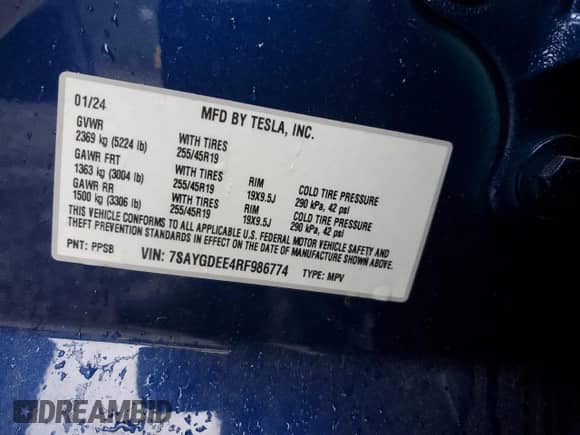 01/24 MFD BY TESLA, INC.
GVWR
2369 kg (5224 lb) WITH TIRES
255/45R19
GAWR FRT
1363 kg (3004 lb) WITH TIRES RIM COLD TIRE PRESSURE
255/45R19 19X9.5J 290 kPa, 42 psi
GAWR RR
1500 kg (3306 lb) WITH TIRES RIM COLD TIRE PRESSURE
255/45R19 19X9.5J 290 kPa, 42 psi
THIS VEHICLE CONFORMS TO ALL APPLICABLE U.S. FEDERAL MOTOR VEHICLE SAFETY AND
THEFT PREVENTION STANDARDS IN EFFECT ON THE DATE OF MANUFACTURE SHOWN ABOVE.
PNT: PPSB VIN: 7SAYGDEE4RF986774 TYPE: MPV
DREAMBID